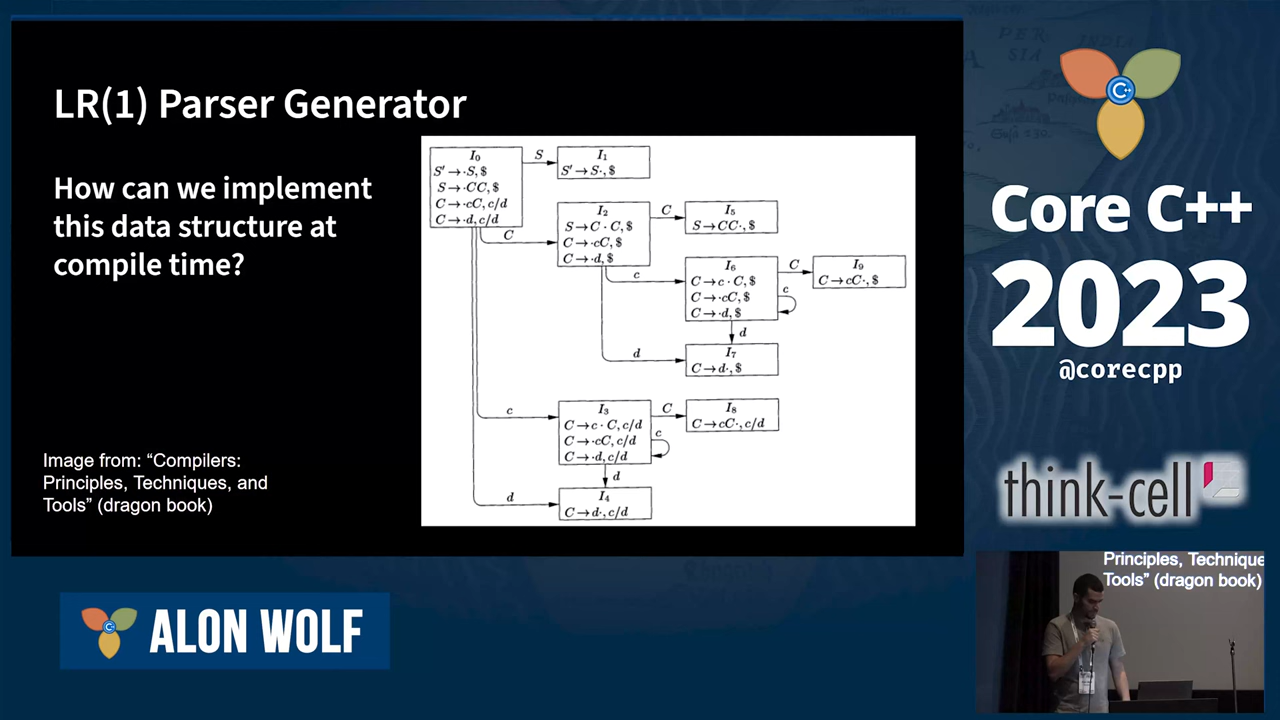 LR(1) Parser Generator
How can we implement
this data structure at
compile time?
Image from: “Compilers:
Principles, Techniques, and
Tools” (dragon book)
I₀
S′ → ·S, $
S → ·CC, $
C → ·cC, c/d
C → ·d, c/d
S
I₁
S′ → S·, $
C
I₂
S → C · C, $
C → ·cC, $
C → ·d, $
C
I₅
S → CC·, $
c
I₆
C → c · C, $
C → ·cC, $
C → ·d, $
C
I₉
C → cC·, $
c
d
d
I₇
C → d·, $
c
I₃
C → c · C, c/d
C → ·cC, c/d
C → ·d, c/d
C
I₈
C → cC·, c/d
c
d
d
I₄
C → d·, c/d
C++
Core C++
2023
@corecpp
think-cell
C++
ALON WOLF
Principles, Technique
Tools” (dragon book)